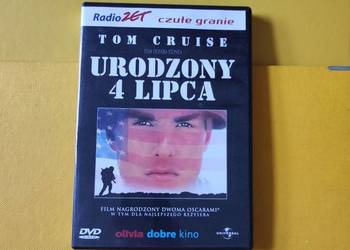 Radio ZET czułe granie
TOM CRUISE
URODZONY
4 LIPCA
FILM NAGRODZONY DWOMA OSCARAMI®
W TYM DLA NAJLEPSZEGO REŻYSERA
DVD
olivia dobre kino
UNIVERSAL